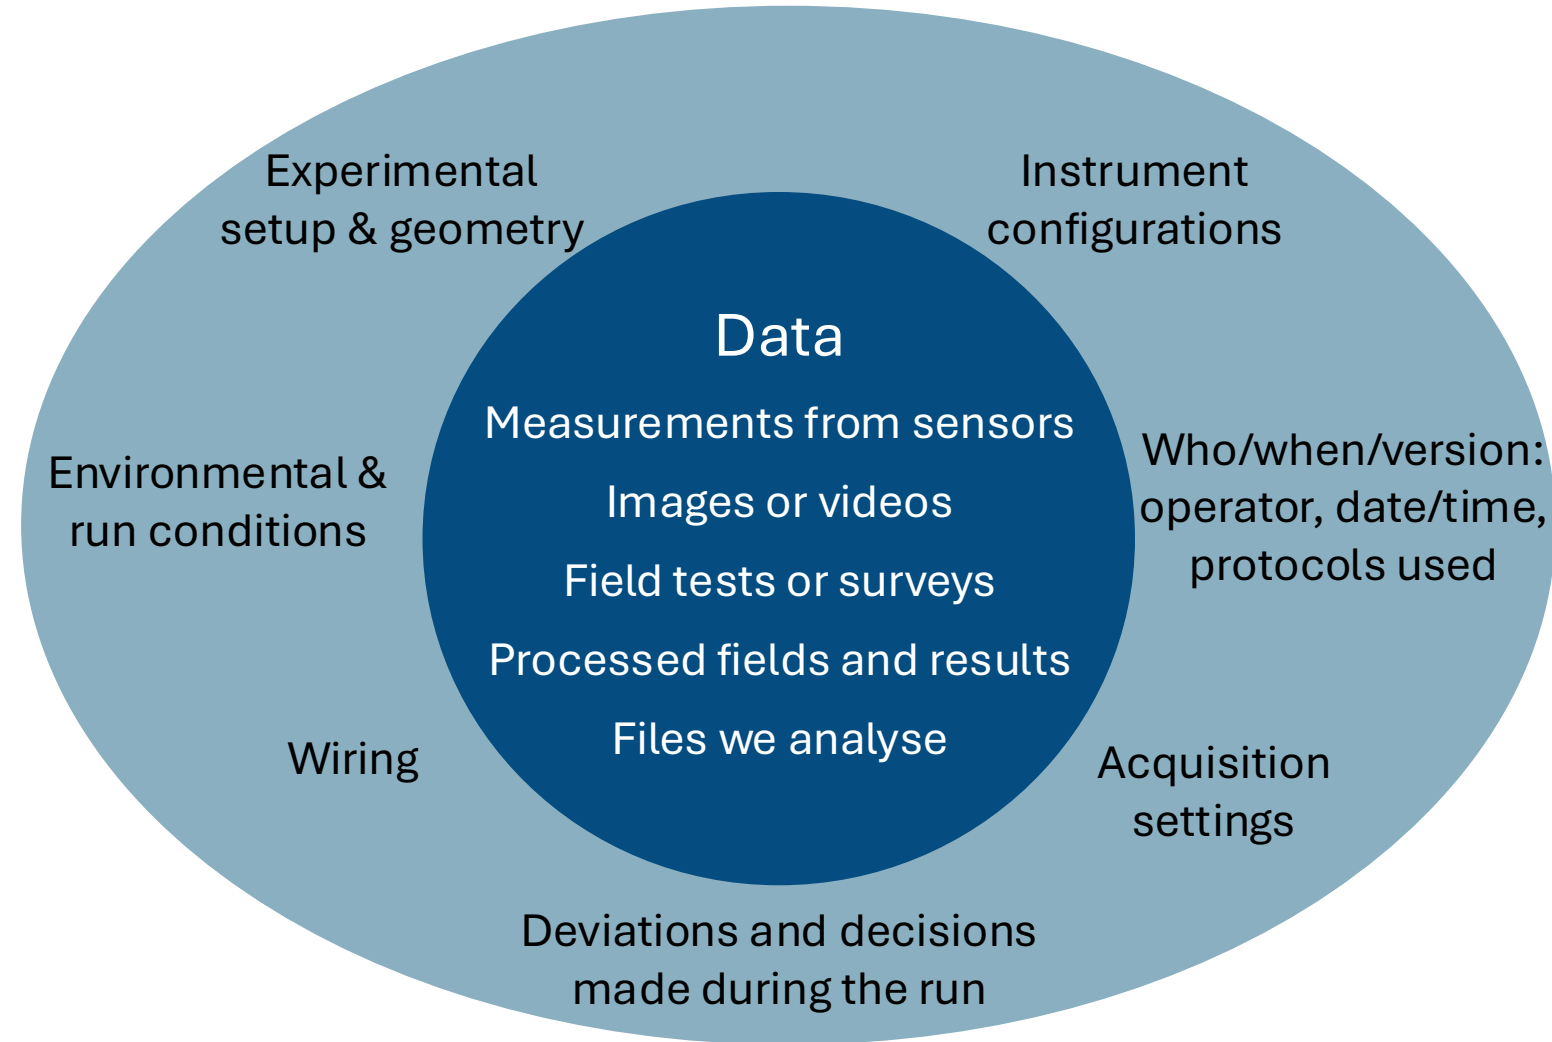 Experimental
setup & geometry
Instrument
configurations
Data
Measurements from sensors
Images or videos
Field tests or surveys
Processed fields and results
Files we analyse
Environmental &
run conditions
Who/when/version:
operator, date/time,
protocols used
Wiring
Acquisition
settings
Deviations and decisions
made during the run